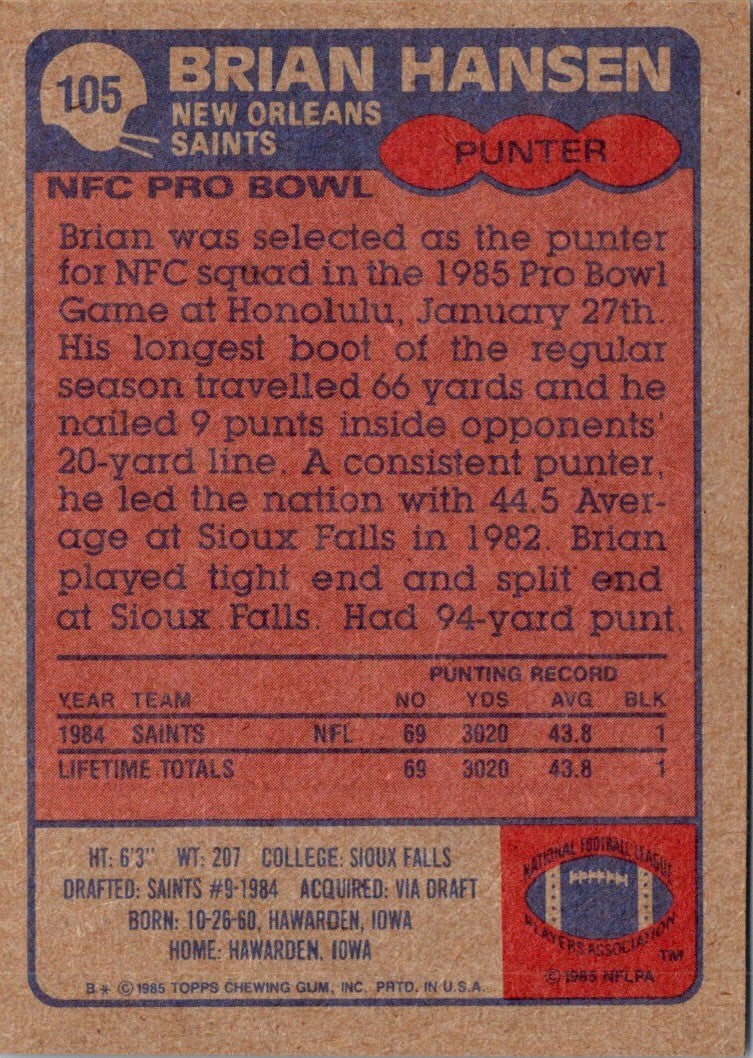 105
BRIAN HANSEN
NEW ORLEANS
SAINTS
PUNTER
NFC PRO BOWL
Brian was selected as the punter
for NFC squad in the 1985 Pro Bowl
Game at Honolulu, January 27th.
His longest boot of the regular
season travelled 66 yards and he
nailed 9 punts inside opponents'
20-yard line. A consistent punter,
he led the nation with 44.5 Aver-
age at Sioux Falls in 1982. Brian
played tight end and split end
at Sioux Falls. Had 94-yard punt.
PUNTING RECORD
YEAR TEAM NO YDS AVG BLK
1984 SAINTS NFL 69 3020 43.8 1
LIFETIME TOTALS 69 3020 43.8 1
HT: 6'3" WT: 207 COLLEGE: SIOUX FALLS
DRAFTED: SAINTS #9-1984 ACQUIRED: VIA DRAFT
BORN: 10-26-60, HAWARDEN, IOWA
HOME: HAWARDEN, IOWA
B* © 1985 TOPPS CHEWING GUM, INC. PRTD. IN U.S.A.
NATIONAL FOOTBALL LEAGUE
PLAYERS ASSOCIATION
TM
© 1985 NFLPA